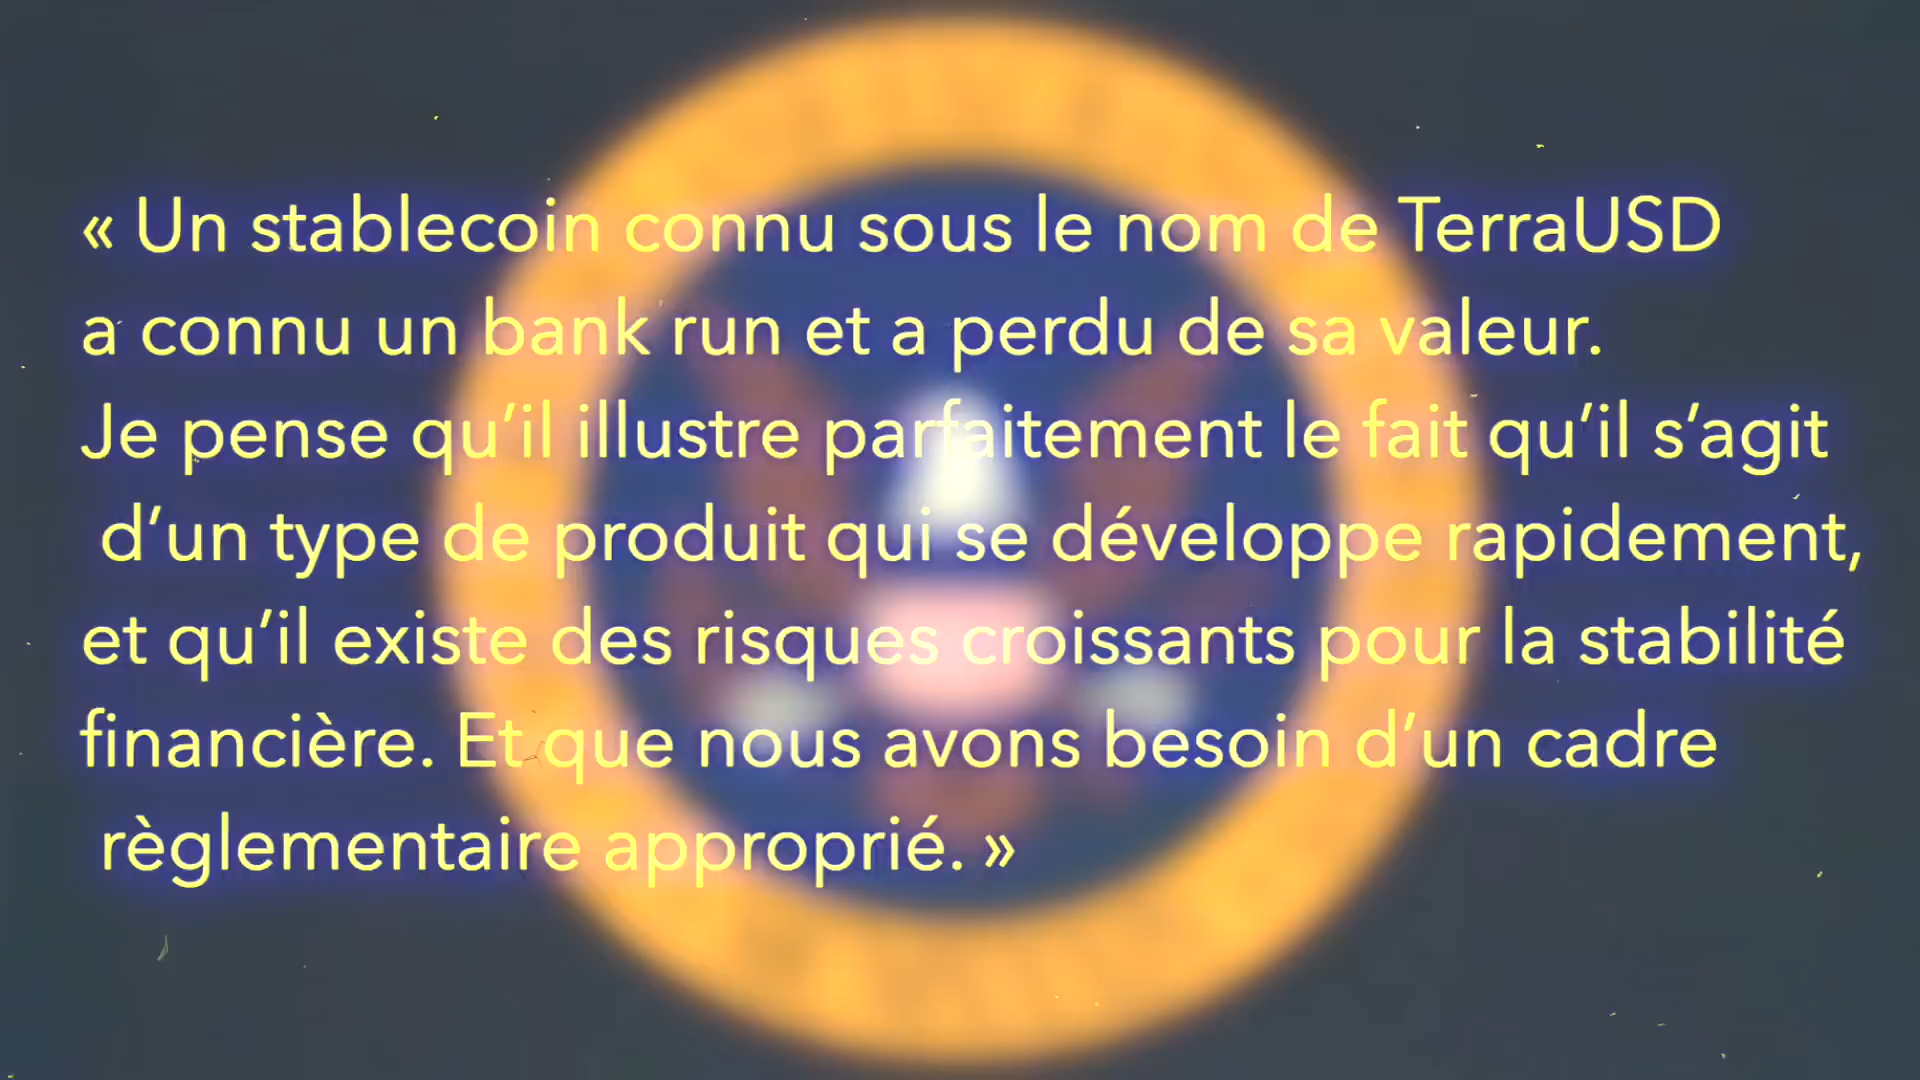 « Un stablecoin connu sous le nom de TerraUSD
a connu un bank run et a perdu de sa valeur.
Je pense qu’il illustre parfaitement le fait qu’il s’agit
d’un type de produit qui se développe rapidement,
et qu’il existe des risques croissants pour la stabilité
financière. Et que nous avons besoin d’un cadre
règlementaire approprié. »